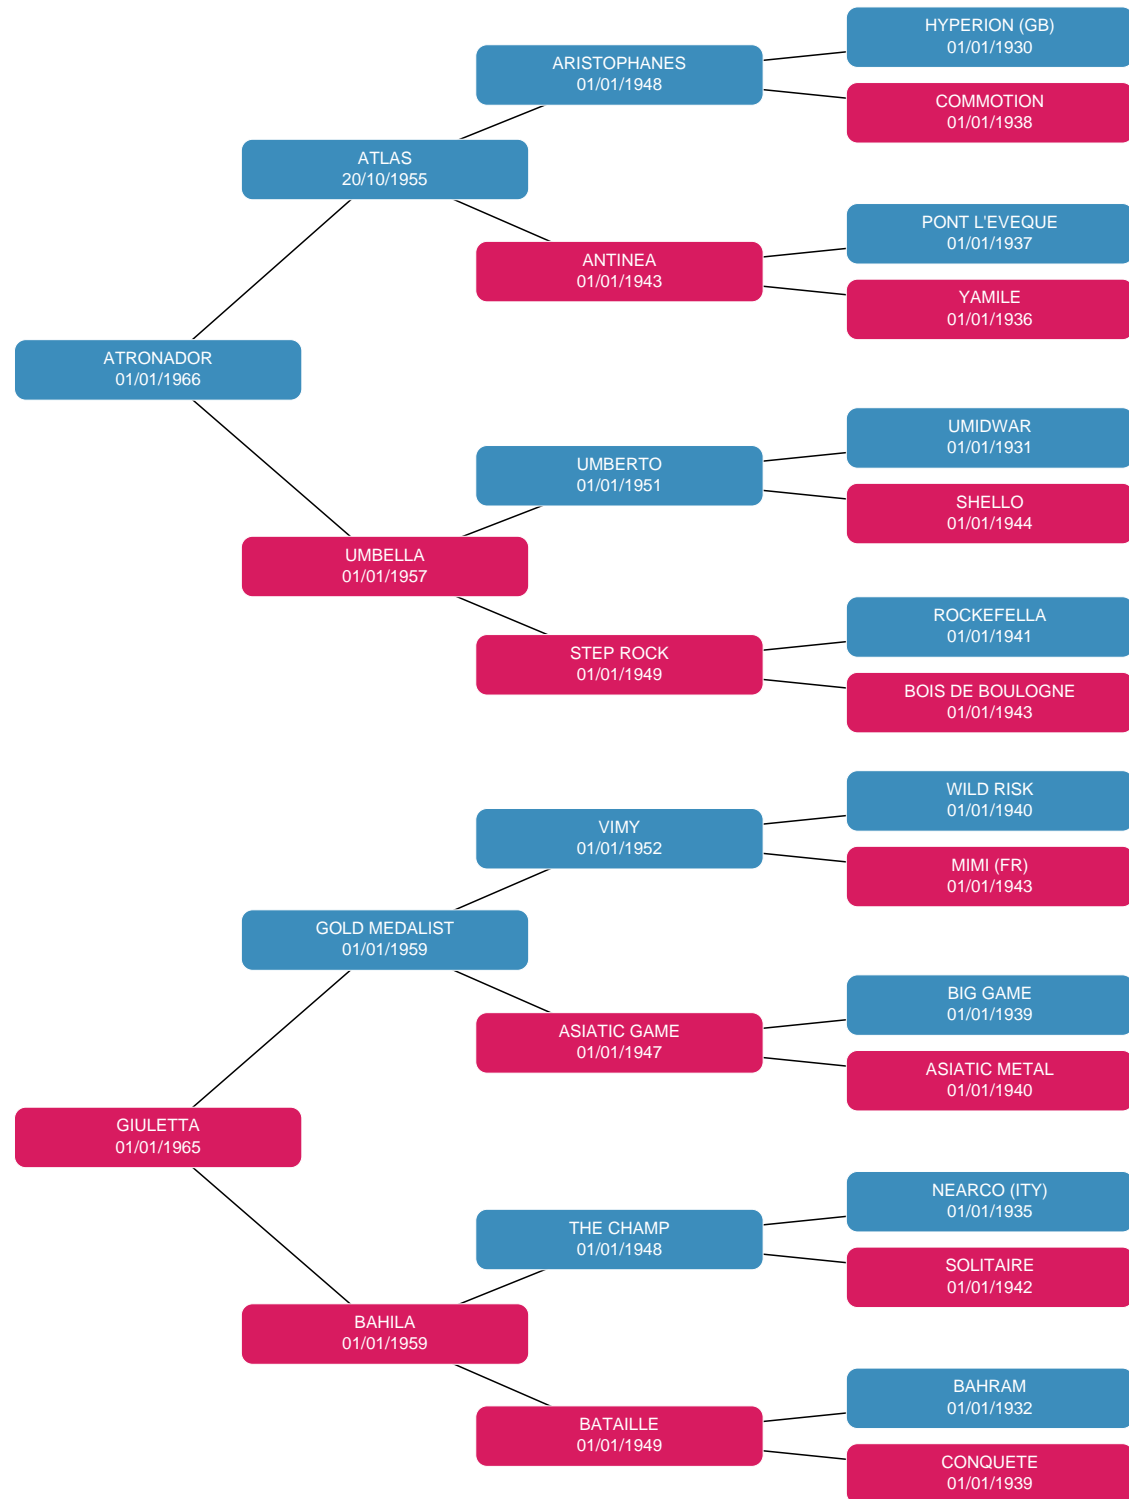 HYPERION (GB)
01/01/1930
ARISTOPHANES
01/01/1948
COMMOTION
01/01/1938
ATLAS
20/10/1955
PONT L'EVEQUE
01/01/1937
ANTINEA
01/01/1943
YAMILE
01/01/1936
ATRONADOR
01/01/1966
UMIDWAR
01/01/1931
UMBERTO
01/01/1951
SHELLO
01/01/1944
UMBELLA
01/01/1957
ROCKEFELLA
01/01/1941
STEP ROCK
01/01/1949
BOIS DE BOULOGNE
01/01/1943
WILD RISK
01/01/1940
VIMY
01/01/1952
MIMI (FR)
01/01/1943
GOLD MEDALIST
01/01/1959
BIG GAME
01/01/1939
ASIATIC GAME
01/01/1947
ASIATIC METAL
01/01/1940
GIULETTA
01/01/1965
NEARCO (ITY)
01/01/1935
THE CHAMP
01/01/1948
SOLITAIRE
01/01/1942
BAHILA
01/01/1959
BAHRAM
01/01/1932
BATAILLE
01/01/1949
CONQUETE
01/01/1939